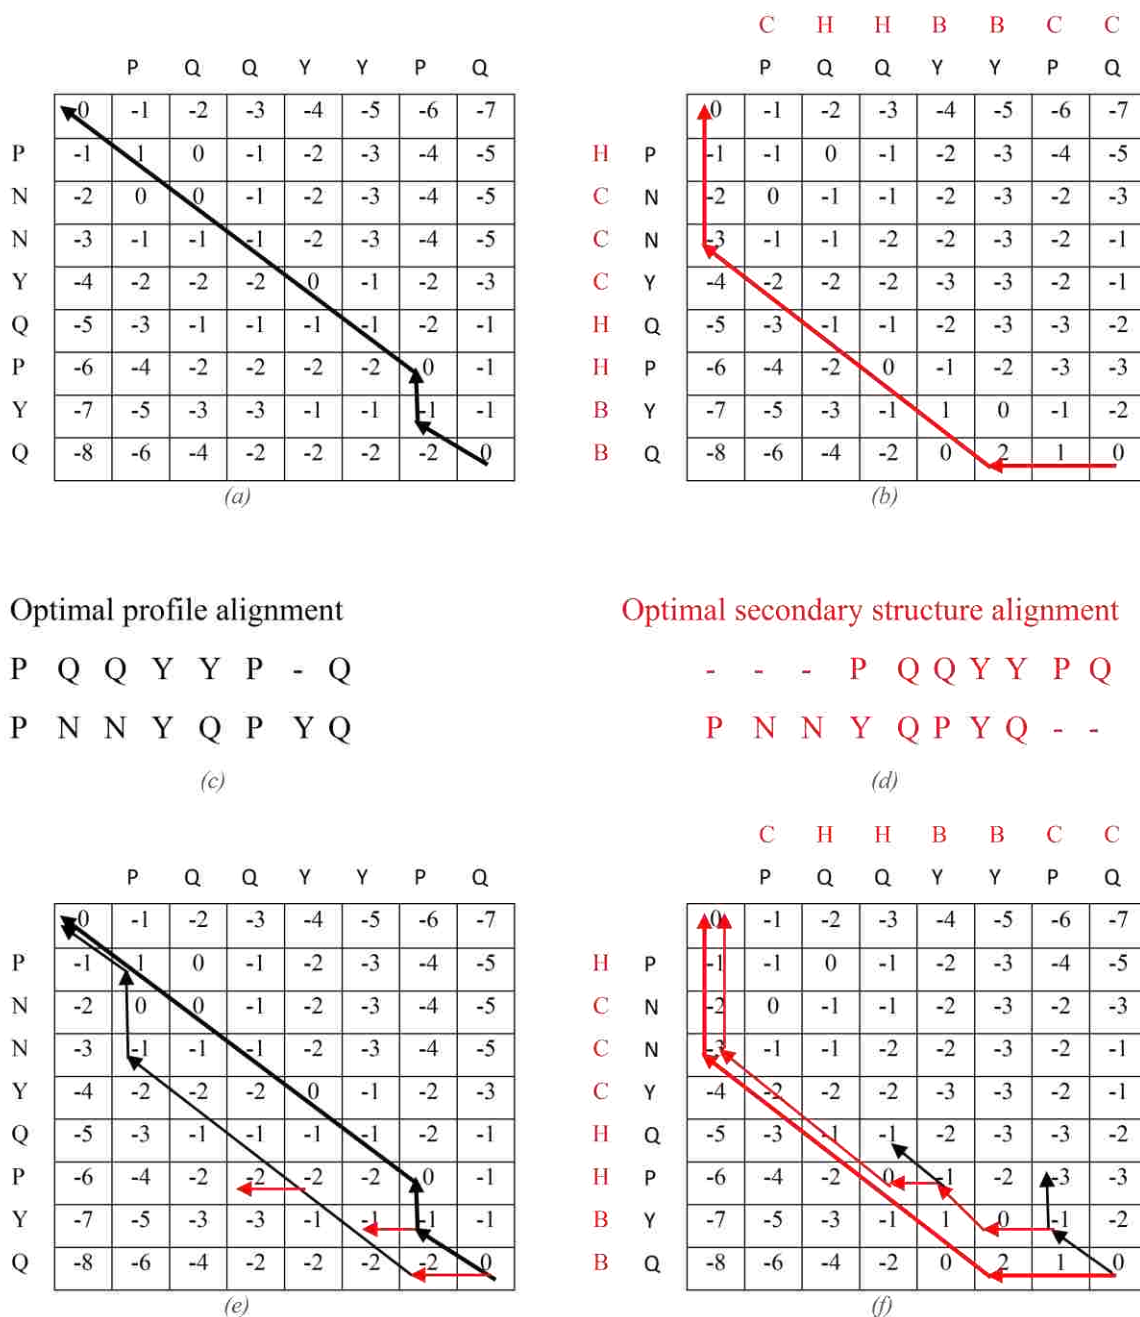 C H H B B C C
P Q Q Y Y P Q P Q Q Y Y P Q
0 -1 -2 -3 -4 -5 -6 -7 0 -1 -2 -3 -4 -5 -6 -7
P -1 1 0 -1 -2 -3 -4 -5 H P -1 -1 0 -1 -2 -3 -4 -5
N -2 0 0 -1 -2 -3 -4 -5 C N -2 0 -1 -1 -2 -3 -2 -3
N -3 -1 -1 -1 -2 -3 -4 -5 C N -3 -1 -1 -2 -2 -3 -2 -1
Y -4 -2 -2 -2 0 -1 -2 -3 C Y -4 -2 -2 -2 -3 -3 -2 -1
Q -5 -3 -1 -1 -1 -1 -2 -1 H Q -5 -3 -1 -1 -2 -3 -3 -2
P -6 -4 -2 -2 -2 -2 0 -1 H P -6 -4 -2 0 -1 -2 -3 -3
Y -7 -5 -3 -3 -1 -1 -1 -1 B Y -7 -5 -3 -1 1 0 -1 -2
Q -8 -6 -4 -2 -2 -2 -2 0 B Q -8 -6 -4 -2 0 2 1 0
(a) (b)
Optimal profile alignment Optimal secondary structure alignment
P Q Q Y Y P - Q - - - P Q Q Y Y P Q
P N N Y Q P Y Q P N N Y Q P Y Q - -
(c) (d)
C H H B B C C
P Q Q Y Y P Q P Q Q Y Y P Q
0 -1 -2 -3 -4 -5 -6 -7 0 -1 -2 -3 -4 -5 -6 -7
P -1 1 0 -1 -2 -3 -4 -5 H P -1 -1 0 -1 -2 -3 -4 -5
N -2 0 0 -1 -2 -3 -4 -5 C N -2 0 -1 -1 -2 -3 -2 -3
N -3 -1 -1 -1 -2 -3 -4 -5 C N -3 -1 -1 -2 -2 -3 -2 -1
Y -4 -2 -2 -2 0 -1 -2 -3 C Y -4 -2 -2 -2 -3 -3 -2 -1
Q -5 -3 -1 -1 -1 -1 -2 -1 H Q -5 -3 -1 -1 -2 -3 -3 -2
P -6 -4 -2 -2 -2 -2 0 -1 H P -6 -4 -2 0 -1 -2 -3 -3
Y -7 -5 -3 -3 -1 -1 -1 -1 B Y -7 -5 -3 -1 1 0 -1 -2
Q -8 -6 -4 -2 -2 -2 -2 0 B Q -8 -6 -4 -2 0 2 1 0
(e) (f)